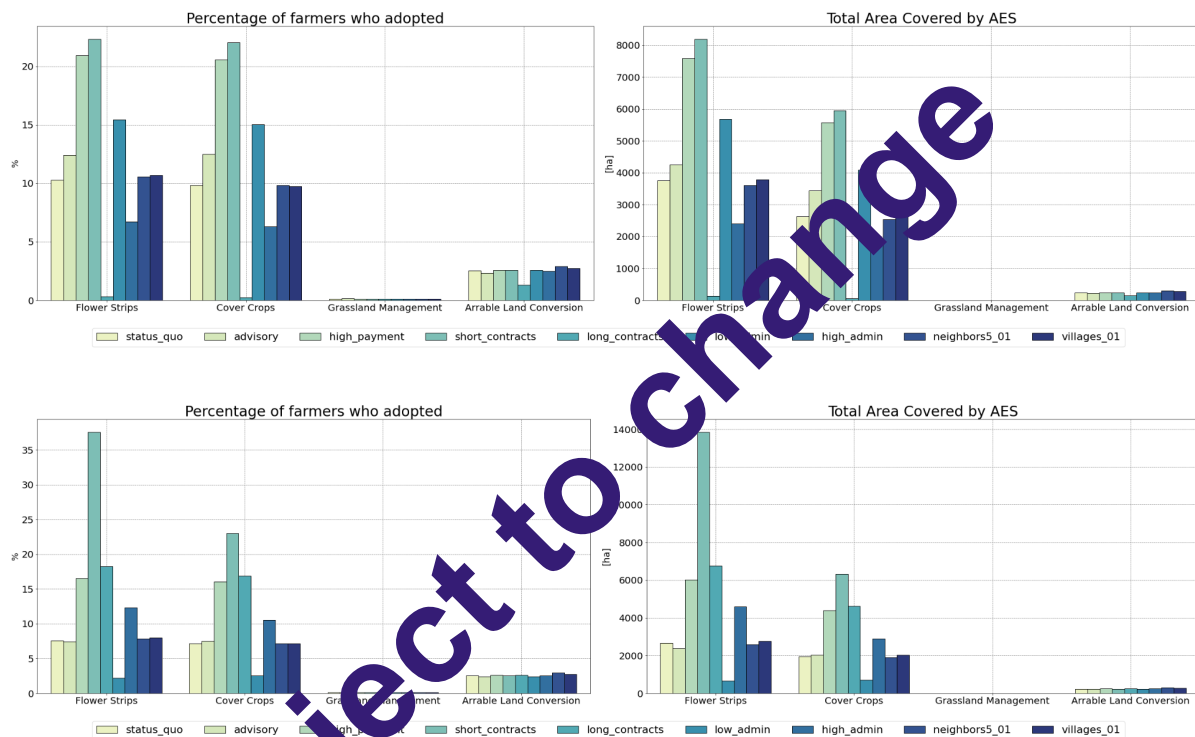 Percentage of farmers who adopted
Total Area Covered by AES
20
15
10
5
0
%
8000
7000
6000
5000
4000
3000
2000
1000
0
[ha]
Flower Strips
Cover Crops
Grassland Management
Arrable Land Conversion
Flower Strips
Cover Crops
Grassland Management
Arrable Land Conversion
status_quo
advisory
high_payment
short_contracts
long_contracts
high_admin
neighbors5_01
villages_01
Percentage of farmers who adopted
Total Area Covered by AES
35
30
25
20
15
10
5
0
%
14000
12000
10000
8000
6000
4000
2000
0
[ha]
Flower Strips
Cover Crops
Arrable Land Conversion
Flower Strips
Cover Crops
Grassland Management
Arrable Land Conversion
status_quo
advisory
short_contracts
long_contracts
low_admin
high_admin
neighbors5_01
villages_01
ject to change